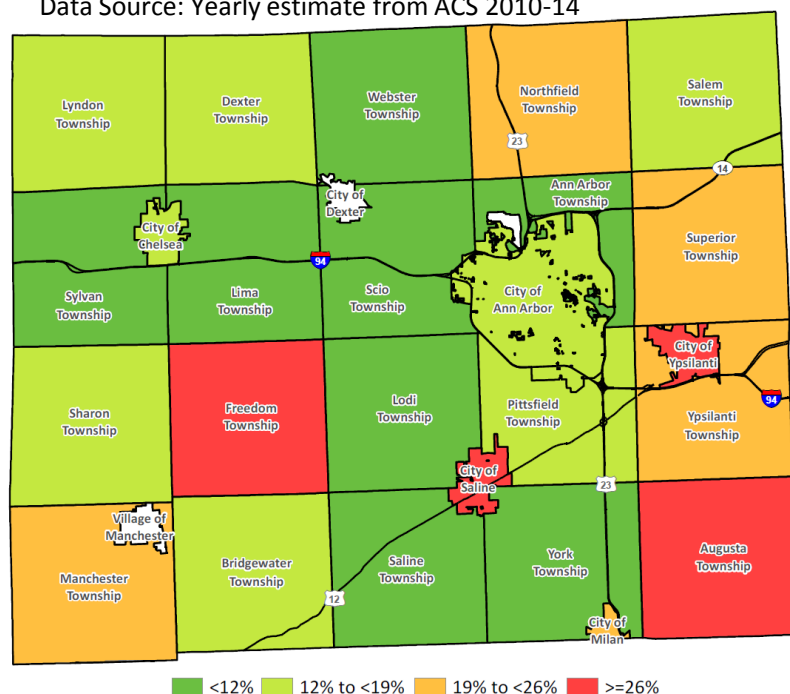 Data Source: Yearly estimate from ACS 2010-14
Lyndon
Township
Dexter
Township
Webster
Township
Northfield
Township
Salem
Township
23
14
City of
Chelsea
City of
Dexter
Ann Arbor
Township
Superior
Township
94
Sylvan
Township
Lima
Township
Scio
Township
City of
Ann Arbor
City of
Ypsilanti
Sharon
Township
Freedom
Township
Lodi
Township
Pittsfield
Township
Ypsilanti
Township
94
City of
Saline
23
Village of
Manchester
Manchester
Township
Bridgewater
Township
Saline
Township
York
Township
Augusta
Township
12
City of
Milan
<12% 12% to <19% 19% to <26% >=26%